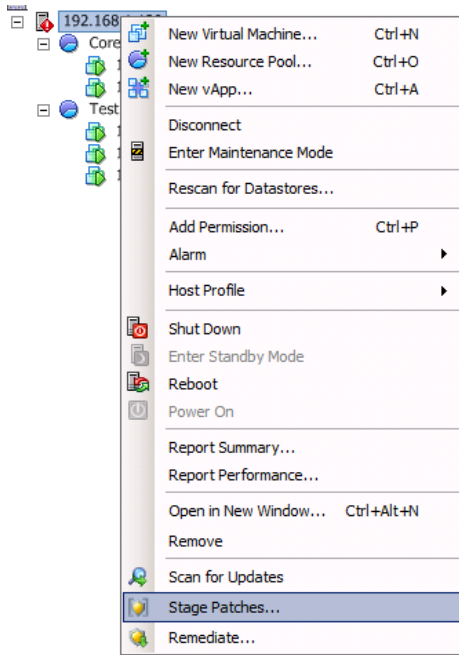 192.168
Core
Test
New Virtual Machine... Ctrl+N
New Resource Pool... Ctrl+O
New vApp... Ctrl+A
Disconnect
Enter Maintenance Mode
Rescan for Datastores...
Add Permission... Ctrl+P
Alarm
Host Profile
Shut Down
Enter Standby Mode
Reboot
Power On
Report Summary...
Report Performance...
Open in New Window... Ctrl+Alt+N
Remove
Scan for Updates
Stage Patches...
Remediate...